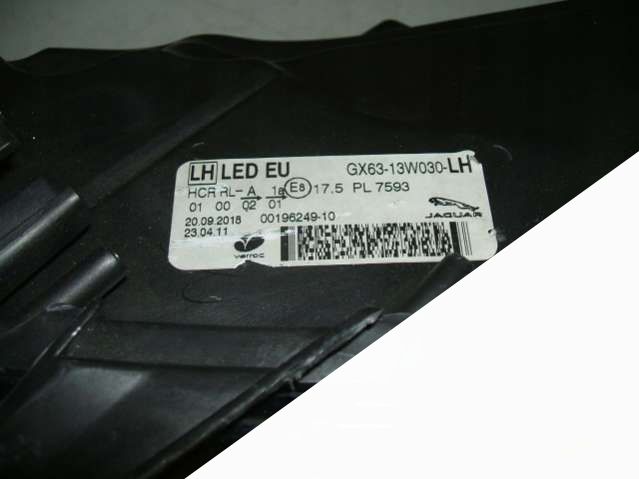 LH LED EU GX63-13W030-LH
HCR RL- A 1a E8 17.5 PL 7593
01 00 02 01
20.09.2018 00196249-10
23.04.11
varroc
JAGUAR